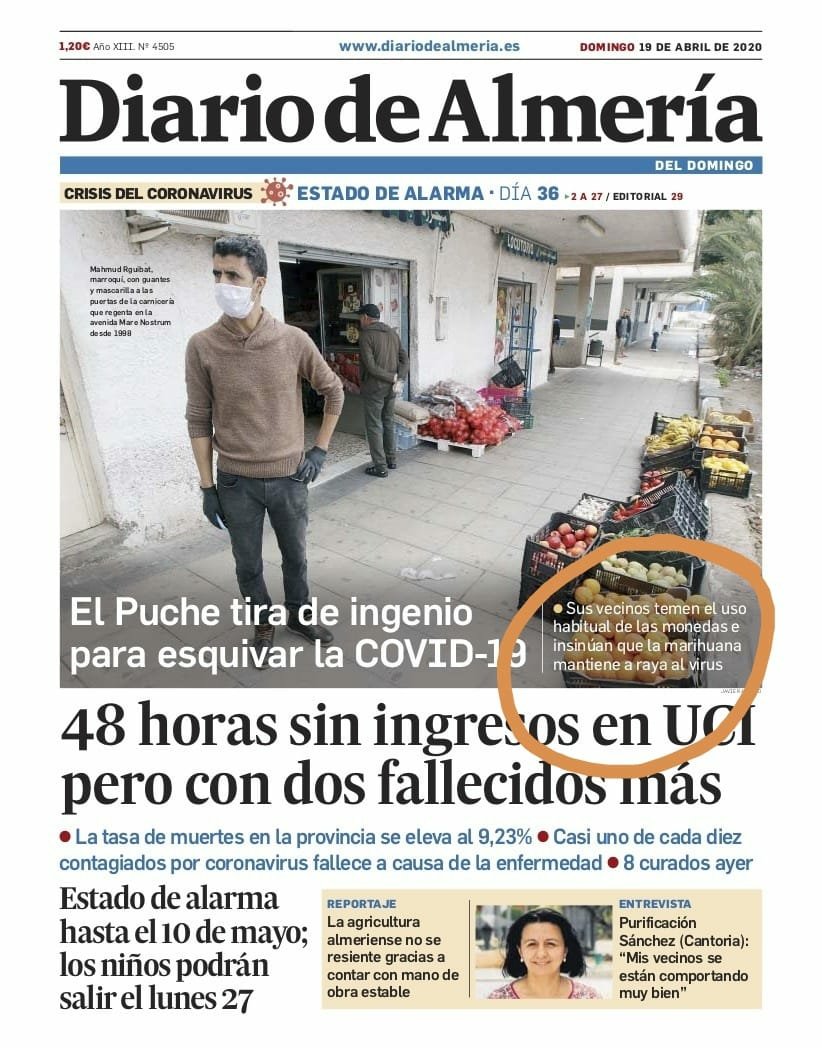 1,20€ Año XIII. Nº 4505
www.diariodealmeria.es
DOMINGO 19 DE ABRIL DE 2020
Diario de Almería
DEL DOMINGO
CRISIS DEL CORONAVIRUS
ESTADO DE ALARMA · DÍA 36 ▸2 A 27 / EDITORIAL 29
Mahmud Rguibat,
marroquí, con guantes
y mascarilla a las
puertas de la carnicería
que regenta en la
avenida Mare Nostrum
desde 1998
LOCUTORIO
El Puche tira de ingenio
para esquivar la COVID-19
● Sus vecinos temen el uso
habitual de las monedas e
insinúan que la marihuana
mantiene a raya al virus
48 horas sin ingresos en UCI
pero con dos fallecidos más
● La tasa de muertes en la provincia se eleva al 9,23% ● Casi uno de cada diez
contagiados por coronavirus fallece a causa de la enfermedad ● 8 curados ayer
Estado de alarma
hasta el 10 de mayo;
los niños podrán
salir el lunes 27
REPORTAJE
La agricultura
almeriense no se
resiente gracias a
contar con mano de
obra estable
ENTREVISTA
Purificación
Sánchez (Cantoria):
“Mis vecinos se
están comportando
muy bien”